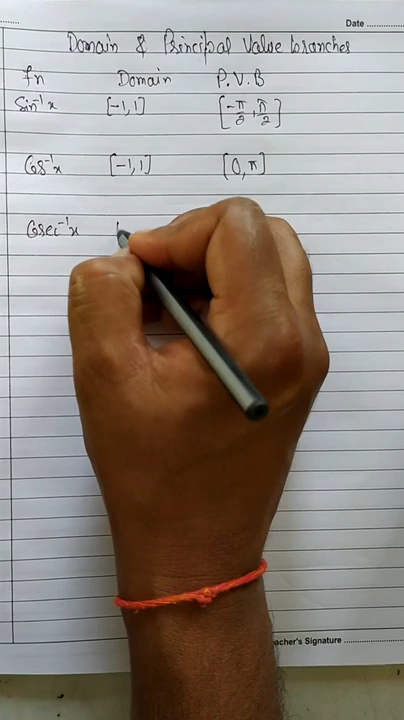 Date
Domain & Principal Value branches
fn Domain P.V.B
Sin⁻¹x [-1,1] [-π/2, π/2]
Cos⁻¹x [-1,1] [0,π]
Cosec⁻¹x
acher's Signature